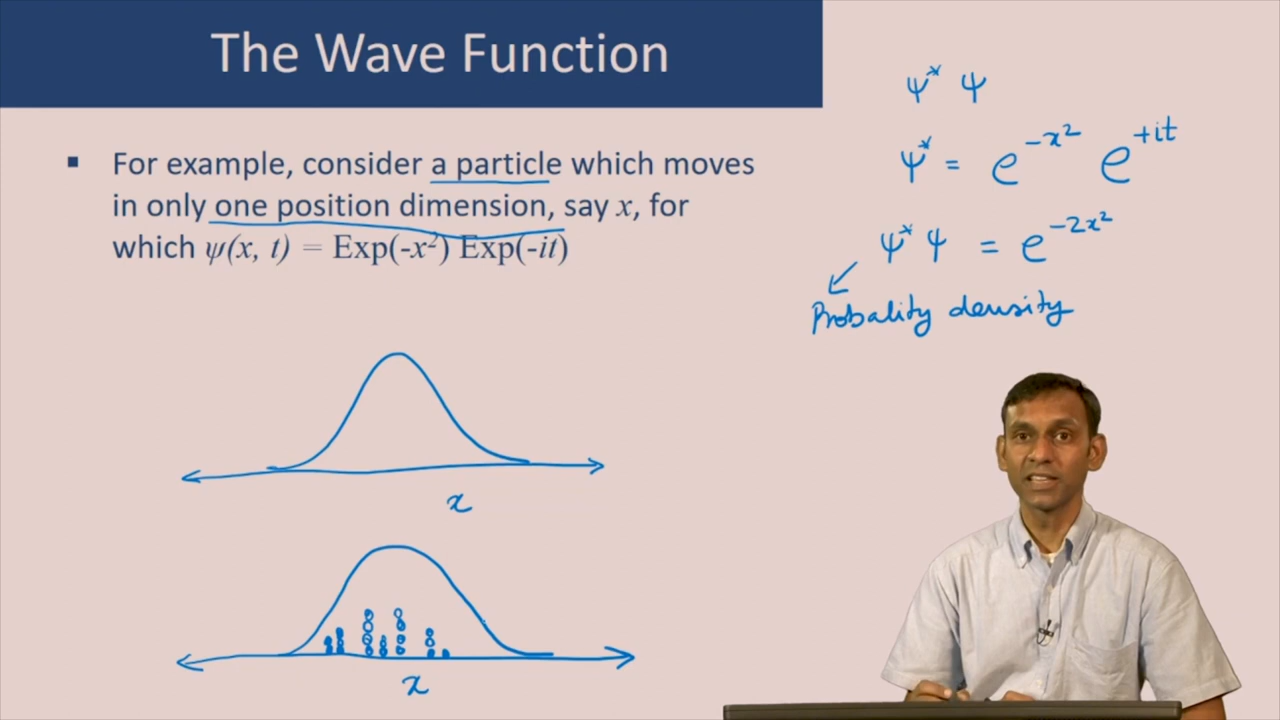 The Wave Function
▪ For example, consider a particle which moves
in only one position dimension, say x, for
which ψ(x, t) = Exp(-x²) Exp(-it)
ψ* ψ
ψ* = e^{-x²} e^{+it}
ψ* ψ = e^{-2x²}
Probality density
x
x